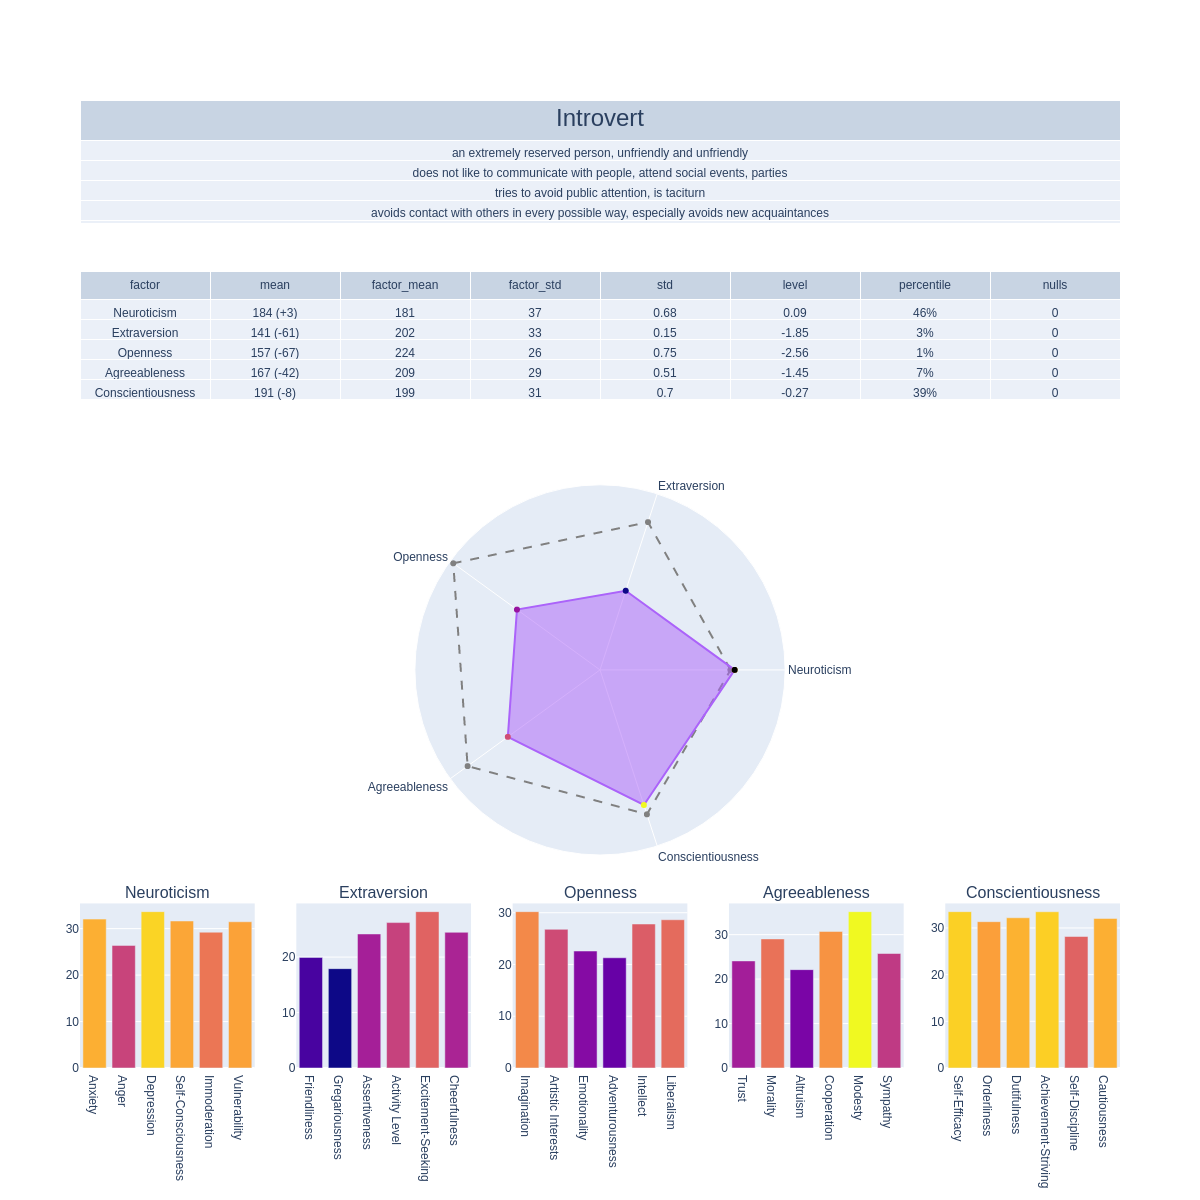 Introvert
an extremely reserved person, unfriendly and unfriendly
does not like to communicate with people, attend social events, parties
tries to avoid public attention, is taciturn
avoids contact with others in every possible way, especially avoids new acquaintances
factor mean factor_mean factor_std std level percentile nulls
Neuroticism 184 (+3) 181 37 0.68 0.09 46% 0
Extraversion 141 (-61) 202 33 0.15 -1.85 3% 0
Openness 157 (-67) 224 26 0.75 -2.56 1% 0
Agreeableness 167 (-42) 209 29 0.51 -1.45 7% 0
Conscientiousness 191 (-8) 199 31 0.7 -0.27 39% 0
Extraversion
Openness
Neuroticism
Agreeableness
Conscientiousness
Neuroticism
30
20
10
0
Anxiety
Anger
Depression
Self-Consciousness
Immoderation
Vulnerability
Extraversion
20
10
0
Friendliness
Gregariousness
Assertiveness
Activity Level
Excitement-Seeking
Cheerfulness
Openness
30
20
10
0
Imagination
Artistic Interests
Emotionality
Adventurousness
Intellect
Liberalism
Agreeableness
30
20
10
0
Trust
Morality
Altruism
Cooperation
Modesty
Sympathy
Conscientiousness
30
20
10
0
Self-Efficacy
Orderliness
Dutifulness
Achievement-Striving
Self-Discipline
Cautiousness